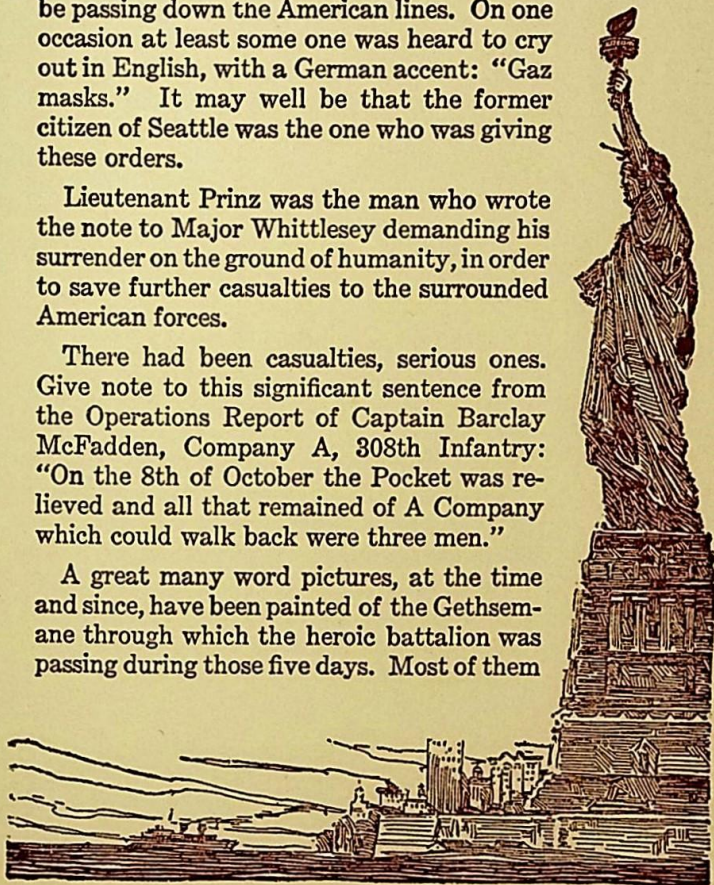 be passing down the American lines. On one
occasion at least some one was heard to cry
out in English, with a German accent: “Gaz
masks.” It may well be that the former
citizen of Seattle was the one who was giving
these orders.
Lieutenant Prinz was the man who wrote
the note to Major Whittlesey demanding his
surrender on the ground of humanity, in order
to save further casualties to the surrounded
American forces.
There had been casualties, serious ones.
Give note to this significant sentence from
the Operations Report of Captain Barclay
McFadden, Company A, 308th Infantry:
“On the 8th of October the Pocket was re-
lieved and all that remained of A Company
which could walk back were three men.”
A great many word pictures, at the time
and since, have been painted of the Gethsem-
ane through which the heroic battalion was
passing during those five days. Most of them